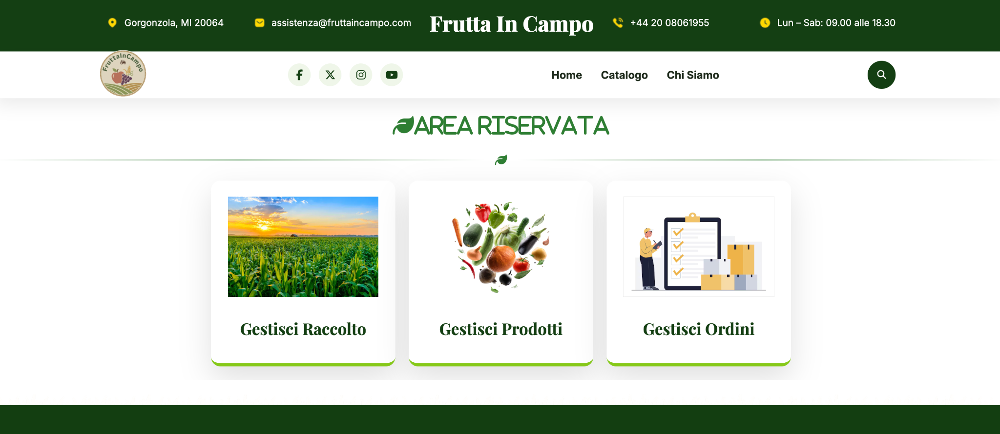 Gorgonzola, MI 20064
assistenza@fruttaincampo.com
Frutta In Campo
+44 20 08061955
Lun – Sab: 09.00 alle 18.30
FruttaInCampo
Home
Catalogo
Chi Siamo
AREA RISERVATA
Gestisci Raccolto
Gestisci Prodotti
Gestisci Ordini